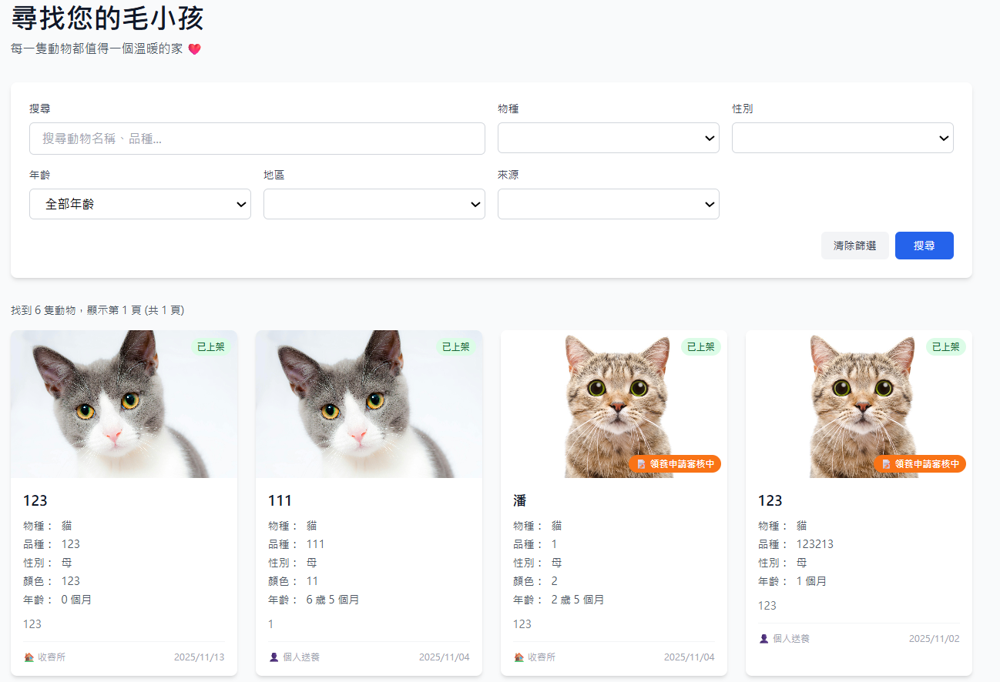 尋找您的毛小孩
每一隻動物都值得一個溫暖的家 ❤️
搜尋 物種 性別
搜尋動物名稱、品種...
年齡 地區 來源
全部年齡
清除篩選 搜尋
找到 6 隻動物，顯示第 1 頁 (共 1 頁)
已上架
123
物種： 貓
品種： 123
性別： 母
顏色： 123
年齡： 0 個月
123
收容所 2025/11/13
已上架
111
物種： 貓
品種： 111
性別： 母
顏色： 11
年齡： 6 歲 5 個月
1
個人送養 2025/11/04
已上架
領養申請審核中
潘
物種： 貓
品種： 1
性別： 母
顏色： 2
年齡： 2 歲 5 個月
123
收容所 2025/11/04
已上架
領養申請審核中
123
物種： 貓
品種： 123213
性別： 母
年齡： 1 個月
123
個人送養 2025/11/02